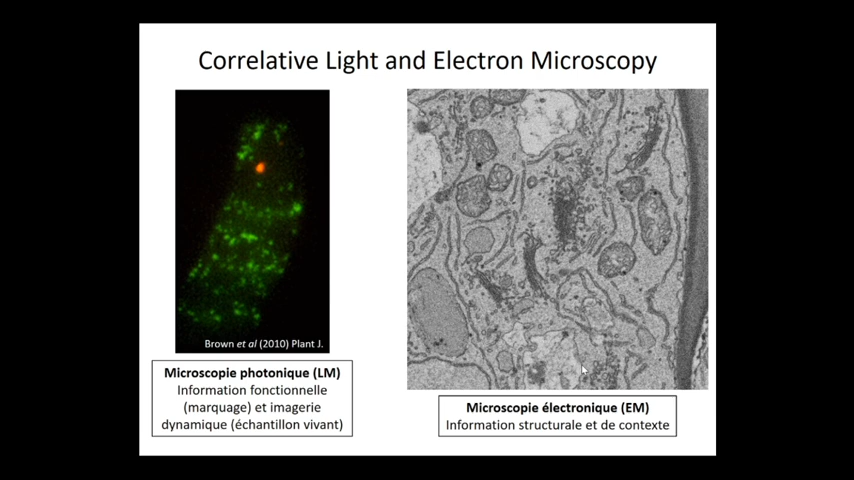 Correlative Light and Electron Microscopy
Brown et al (2010) Plant J.
Microscopie photonique (LM)
Information fonctionnelle
(marquage) et imagerie
dynamique (échantillon vivant)
Microscopie électronique (EM)
Information structurale et de contexte